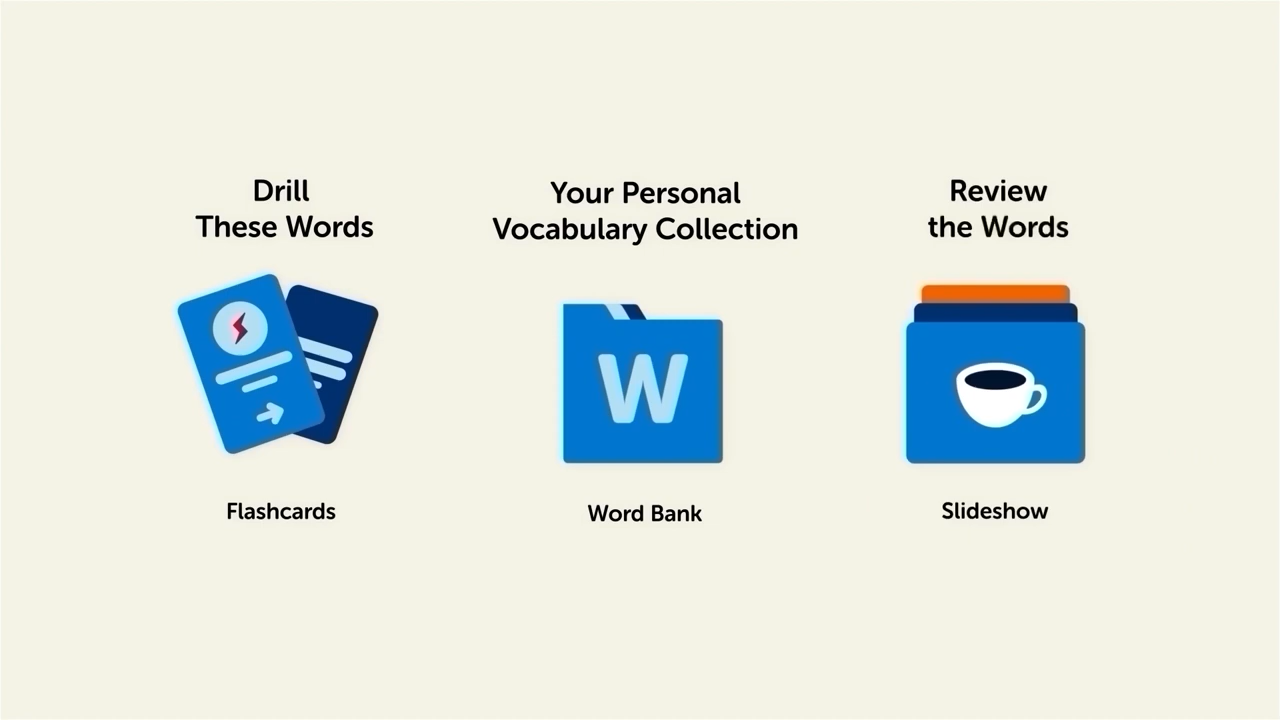 Drill
These Words
Your Personal
Vocabulary Collection
Review
the Words
W
Flashcards
Word Bank
Slideshow